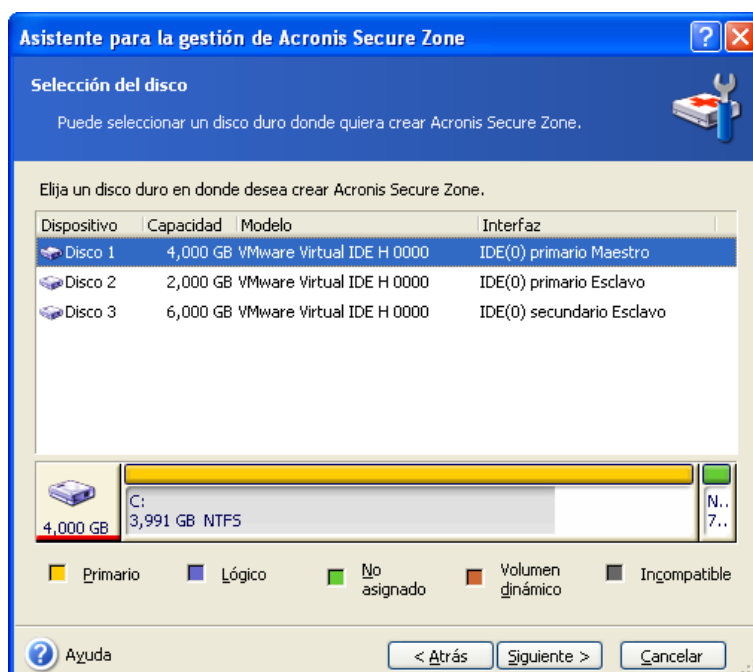 Asistente para la gestión de Acronis Secure Zone
Selección del disco
Puede seleccionar un disco duro donde quiera crear Acronis Secure Zone.
Elija un disco duro en donde desea crear Acronis Secure Zone.
Dispositivo Capacidad Modelo Interfaz
Disco 1 4,000 GB VMware Virtual IDE H 0000 IDE(0) primario Maestro
Disco 2 2,000 GB VMware Virtual IDE H 0000 IDE(0) primario Esclavo
Disco 3 6,000 GB VMware Virtual IDE H 0000 IDE(0) secundario Esclavo
C: N..
4,000 GB 3,991 GB NTFS 7..
Primario Lógico No asignado Volumen dinámico Incompatible
Ayuda < Atrás Siguiente > Cancelar